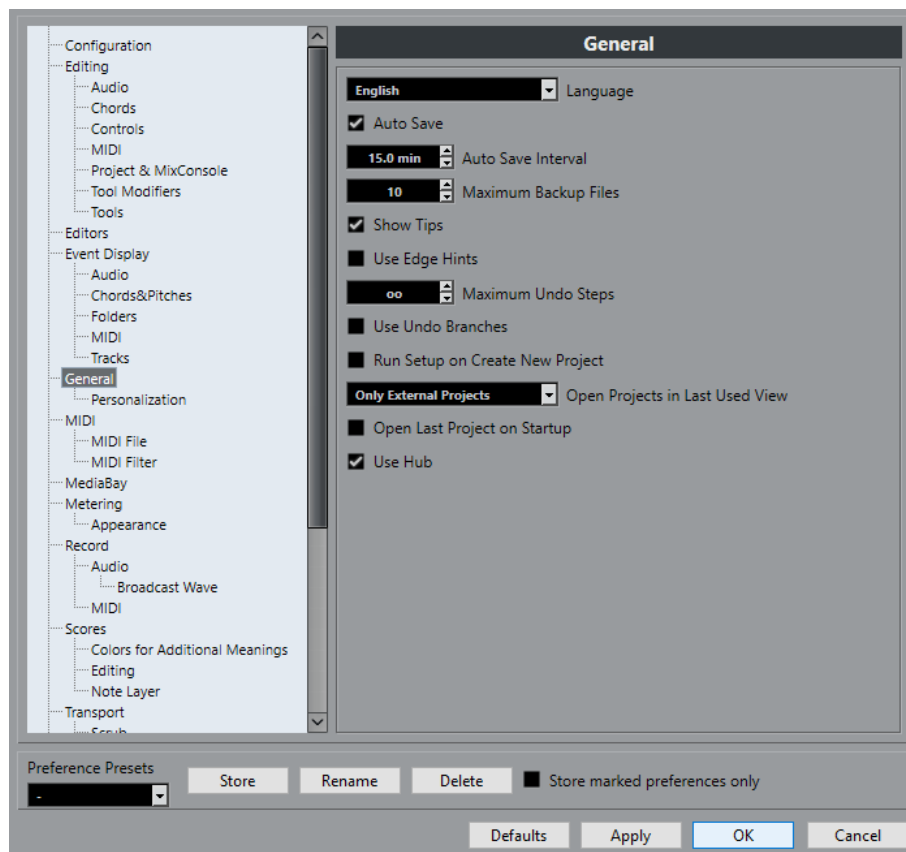 Configuration
Editing
Audio
Chords
Controls
MIDI
Project & MixConsole
Tool Modifiers
Tools
Editors
Event Display
Audio
Chords&Pitches
Folders
MIDI
Tracks
General
Personalization
MIDI
MIDI File
MIDI Filter
MediaBay
Metering
Appearance
Record
Audio
Broadcast Wave
MIDI
Scores
Colors for Additional Meanings
Editing
Note Layer
Transport
Scrub
General
English Language
Auto Save
15.0 min Auto Save Interval
10 Maximum Backup Files
Show Tips
Use Edge Hints
oo Maximum Undo Steps
Use Undo Branches
Run Setup on Create New Project
Only External Projects Open Projects in Last Used View
Open Last Project on Startup
Use Hub
Preference Presets
-
Store Rename Delete Store marked preferences only
Defaults Apply OK Cancel